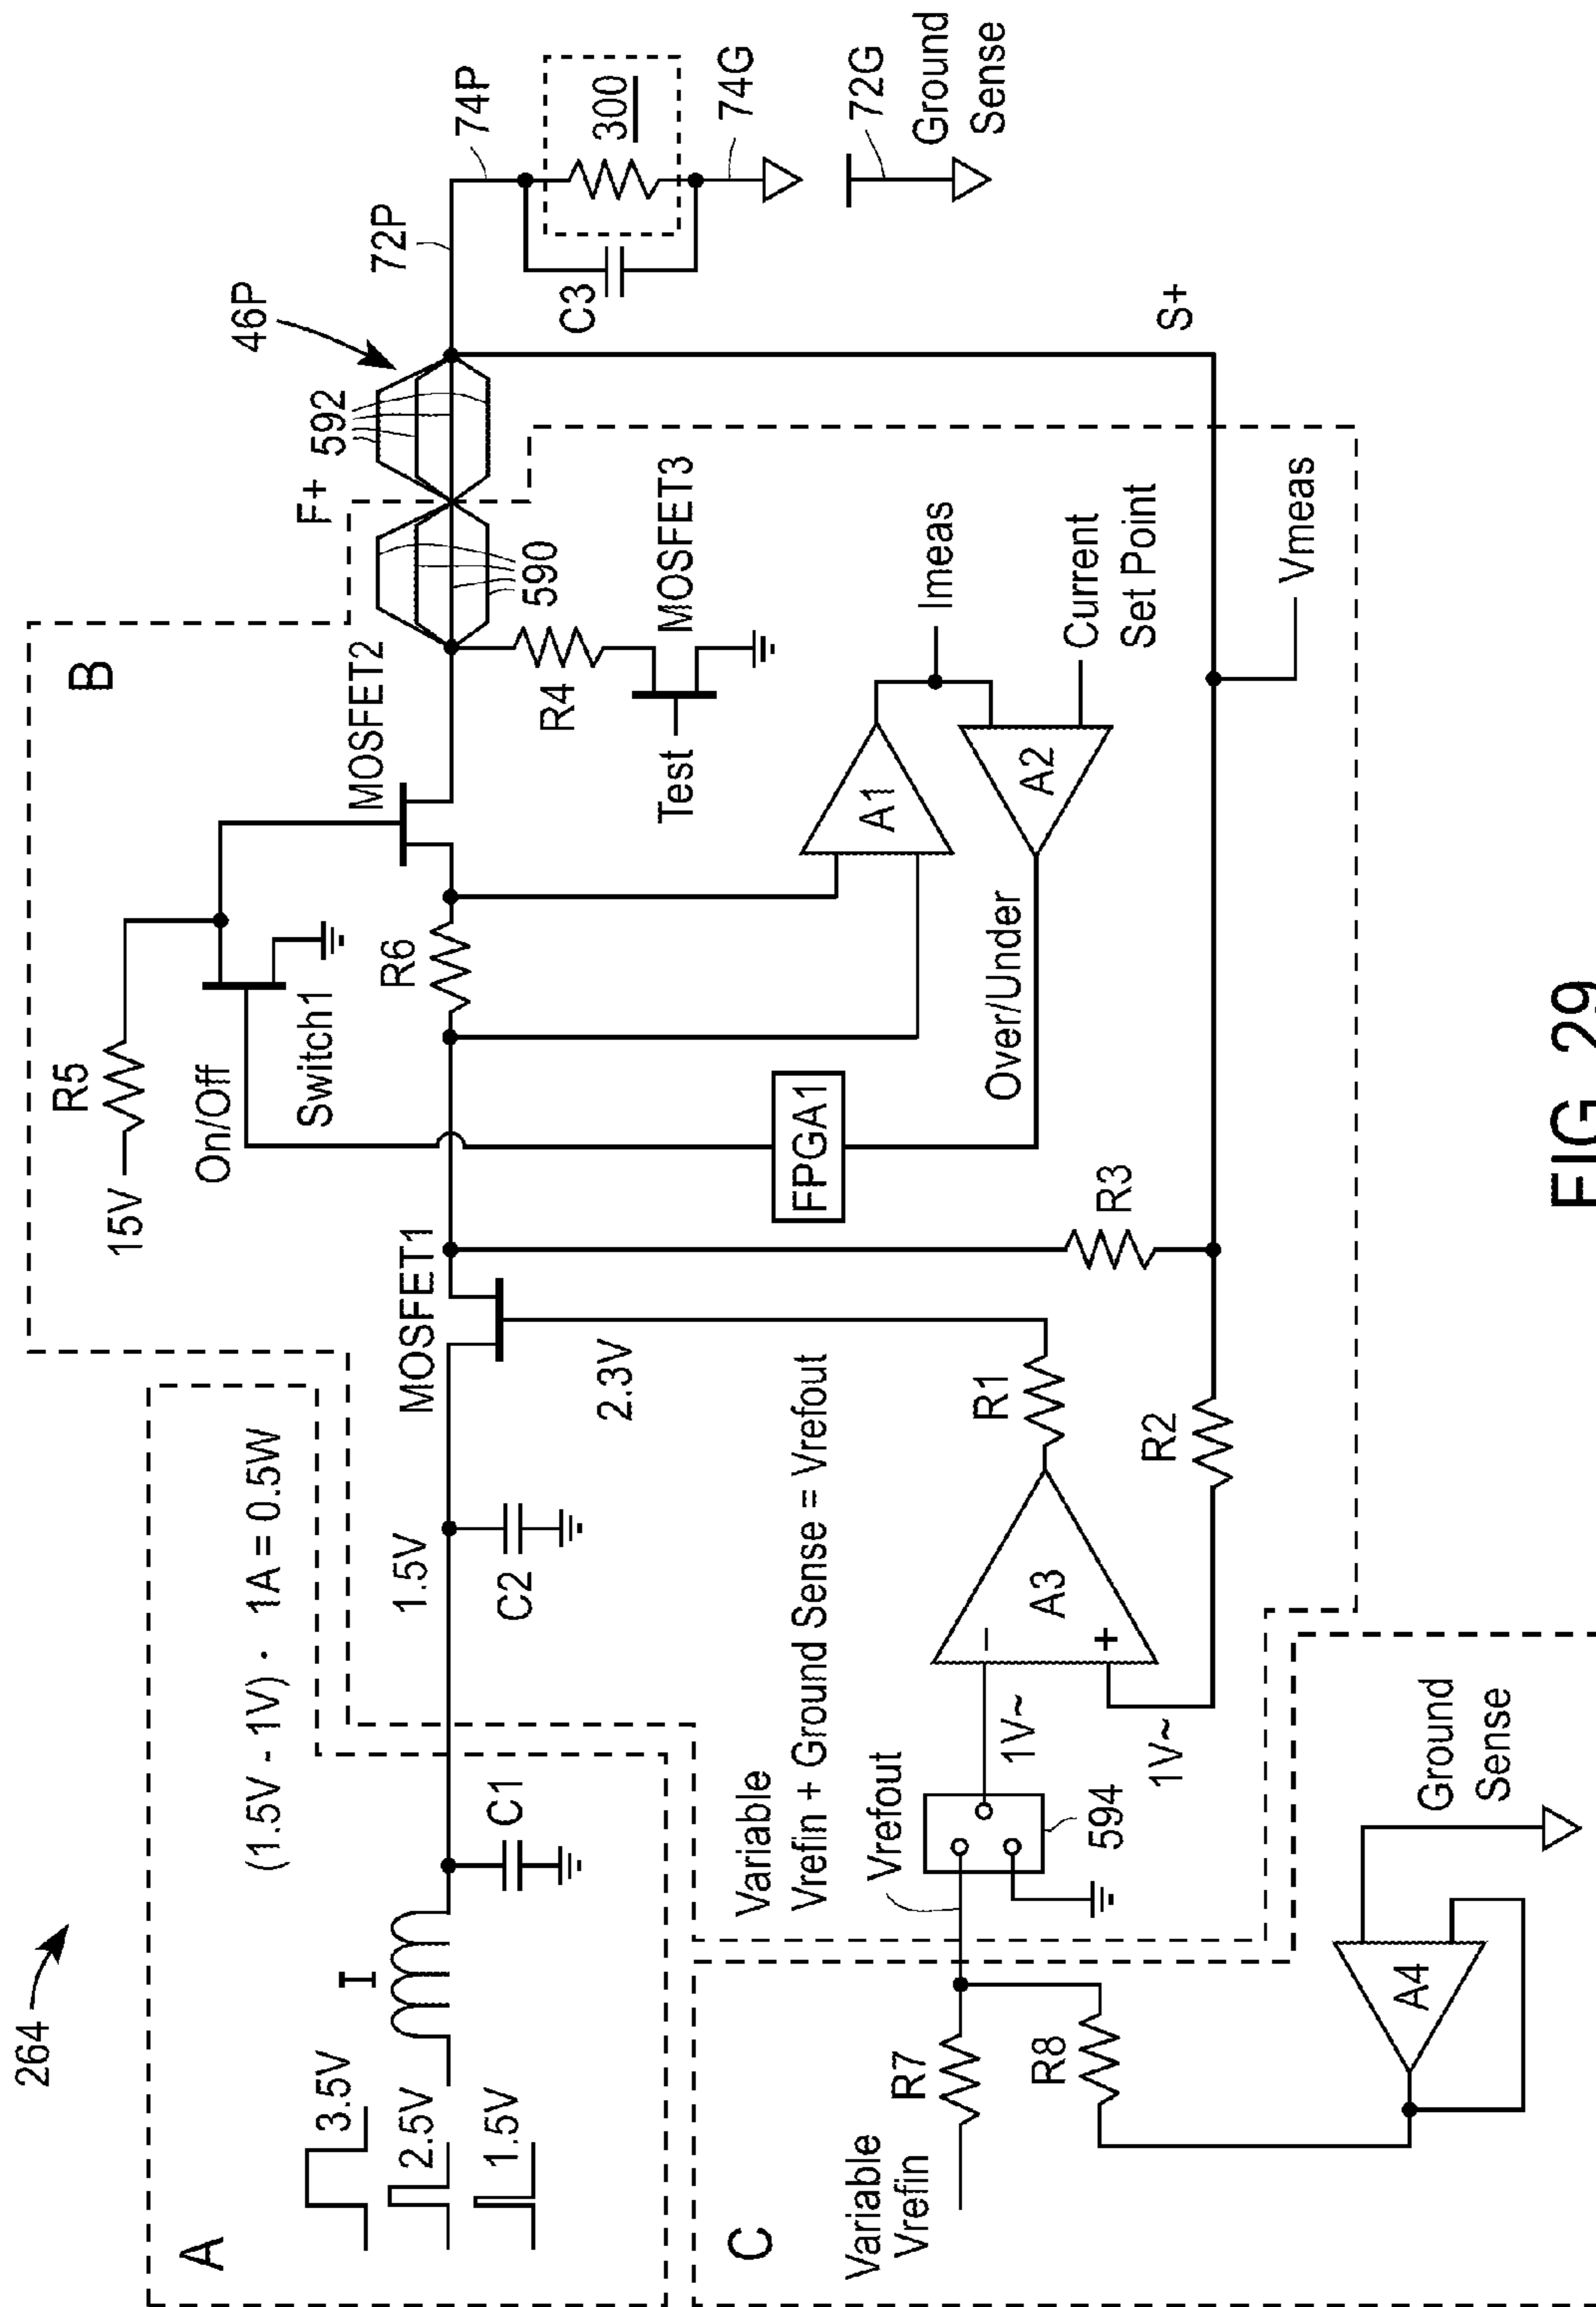 264
A
3.5V
2.5V
1.5V
I
C1
(1.5V - 1V) · 1A = 0.5W
1.5V
C2
MOSFET1
2.3V
B
15V
R5
On/Off
Switch1
R6
MOSFET2
F+
590
592
46P
72P
74P
300
C3
74G
72G
Ground
Sense
R4
Test
MOSFET3
A1
Imeas
A2
Current
Set Point
Over/Under
FPGA1
R3
S+
Vmeas
Variable
Vrefin + Ground Sense = Vrefout
Vrefout
594
1V~
1V~
A3
−
+
R1
R2
C
Variable
Vrefin
R7
R8
A4
Ground
Sense
FIG. 29